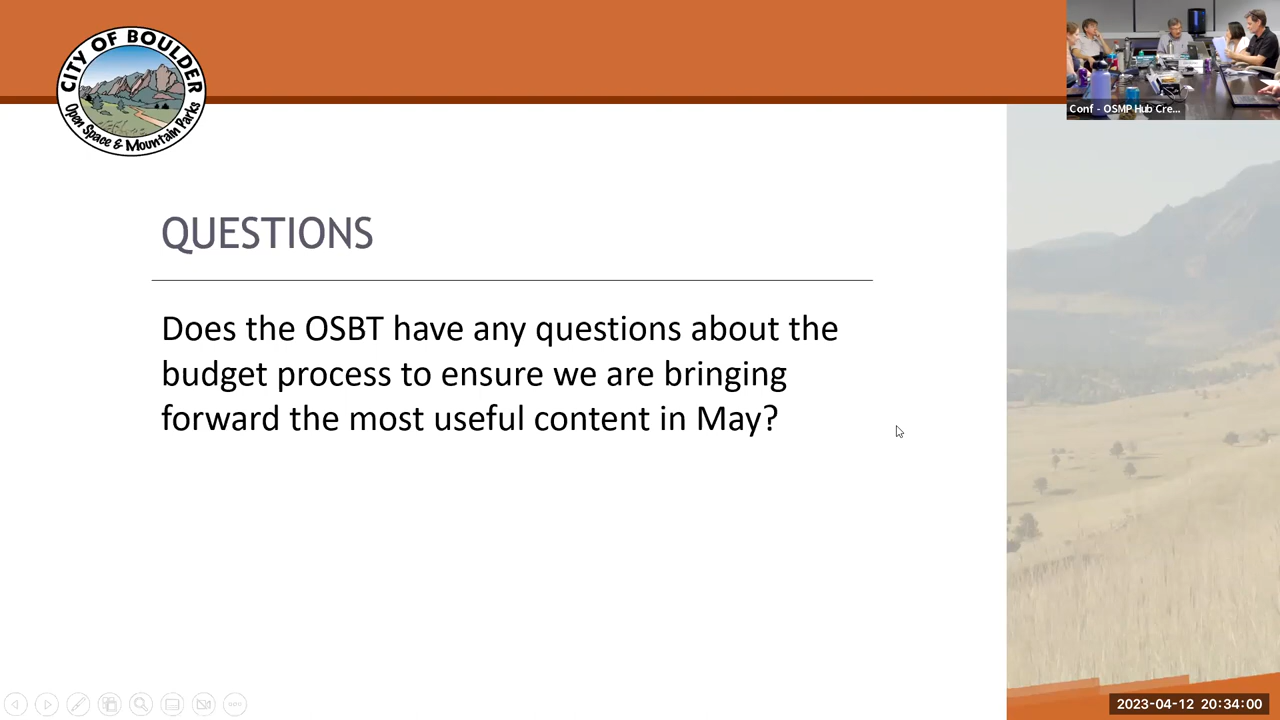 CITY OF BOULDER
Open Space & Mountain Parks
Conf - OSMP Hub Cre...
QUESTIONS
Does the OSBT have any questions about the
budget process to ensure we are bringing
forward the most useful content in May?
2023-04-12 20:34:00